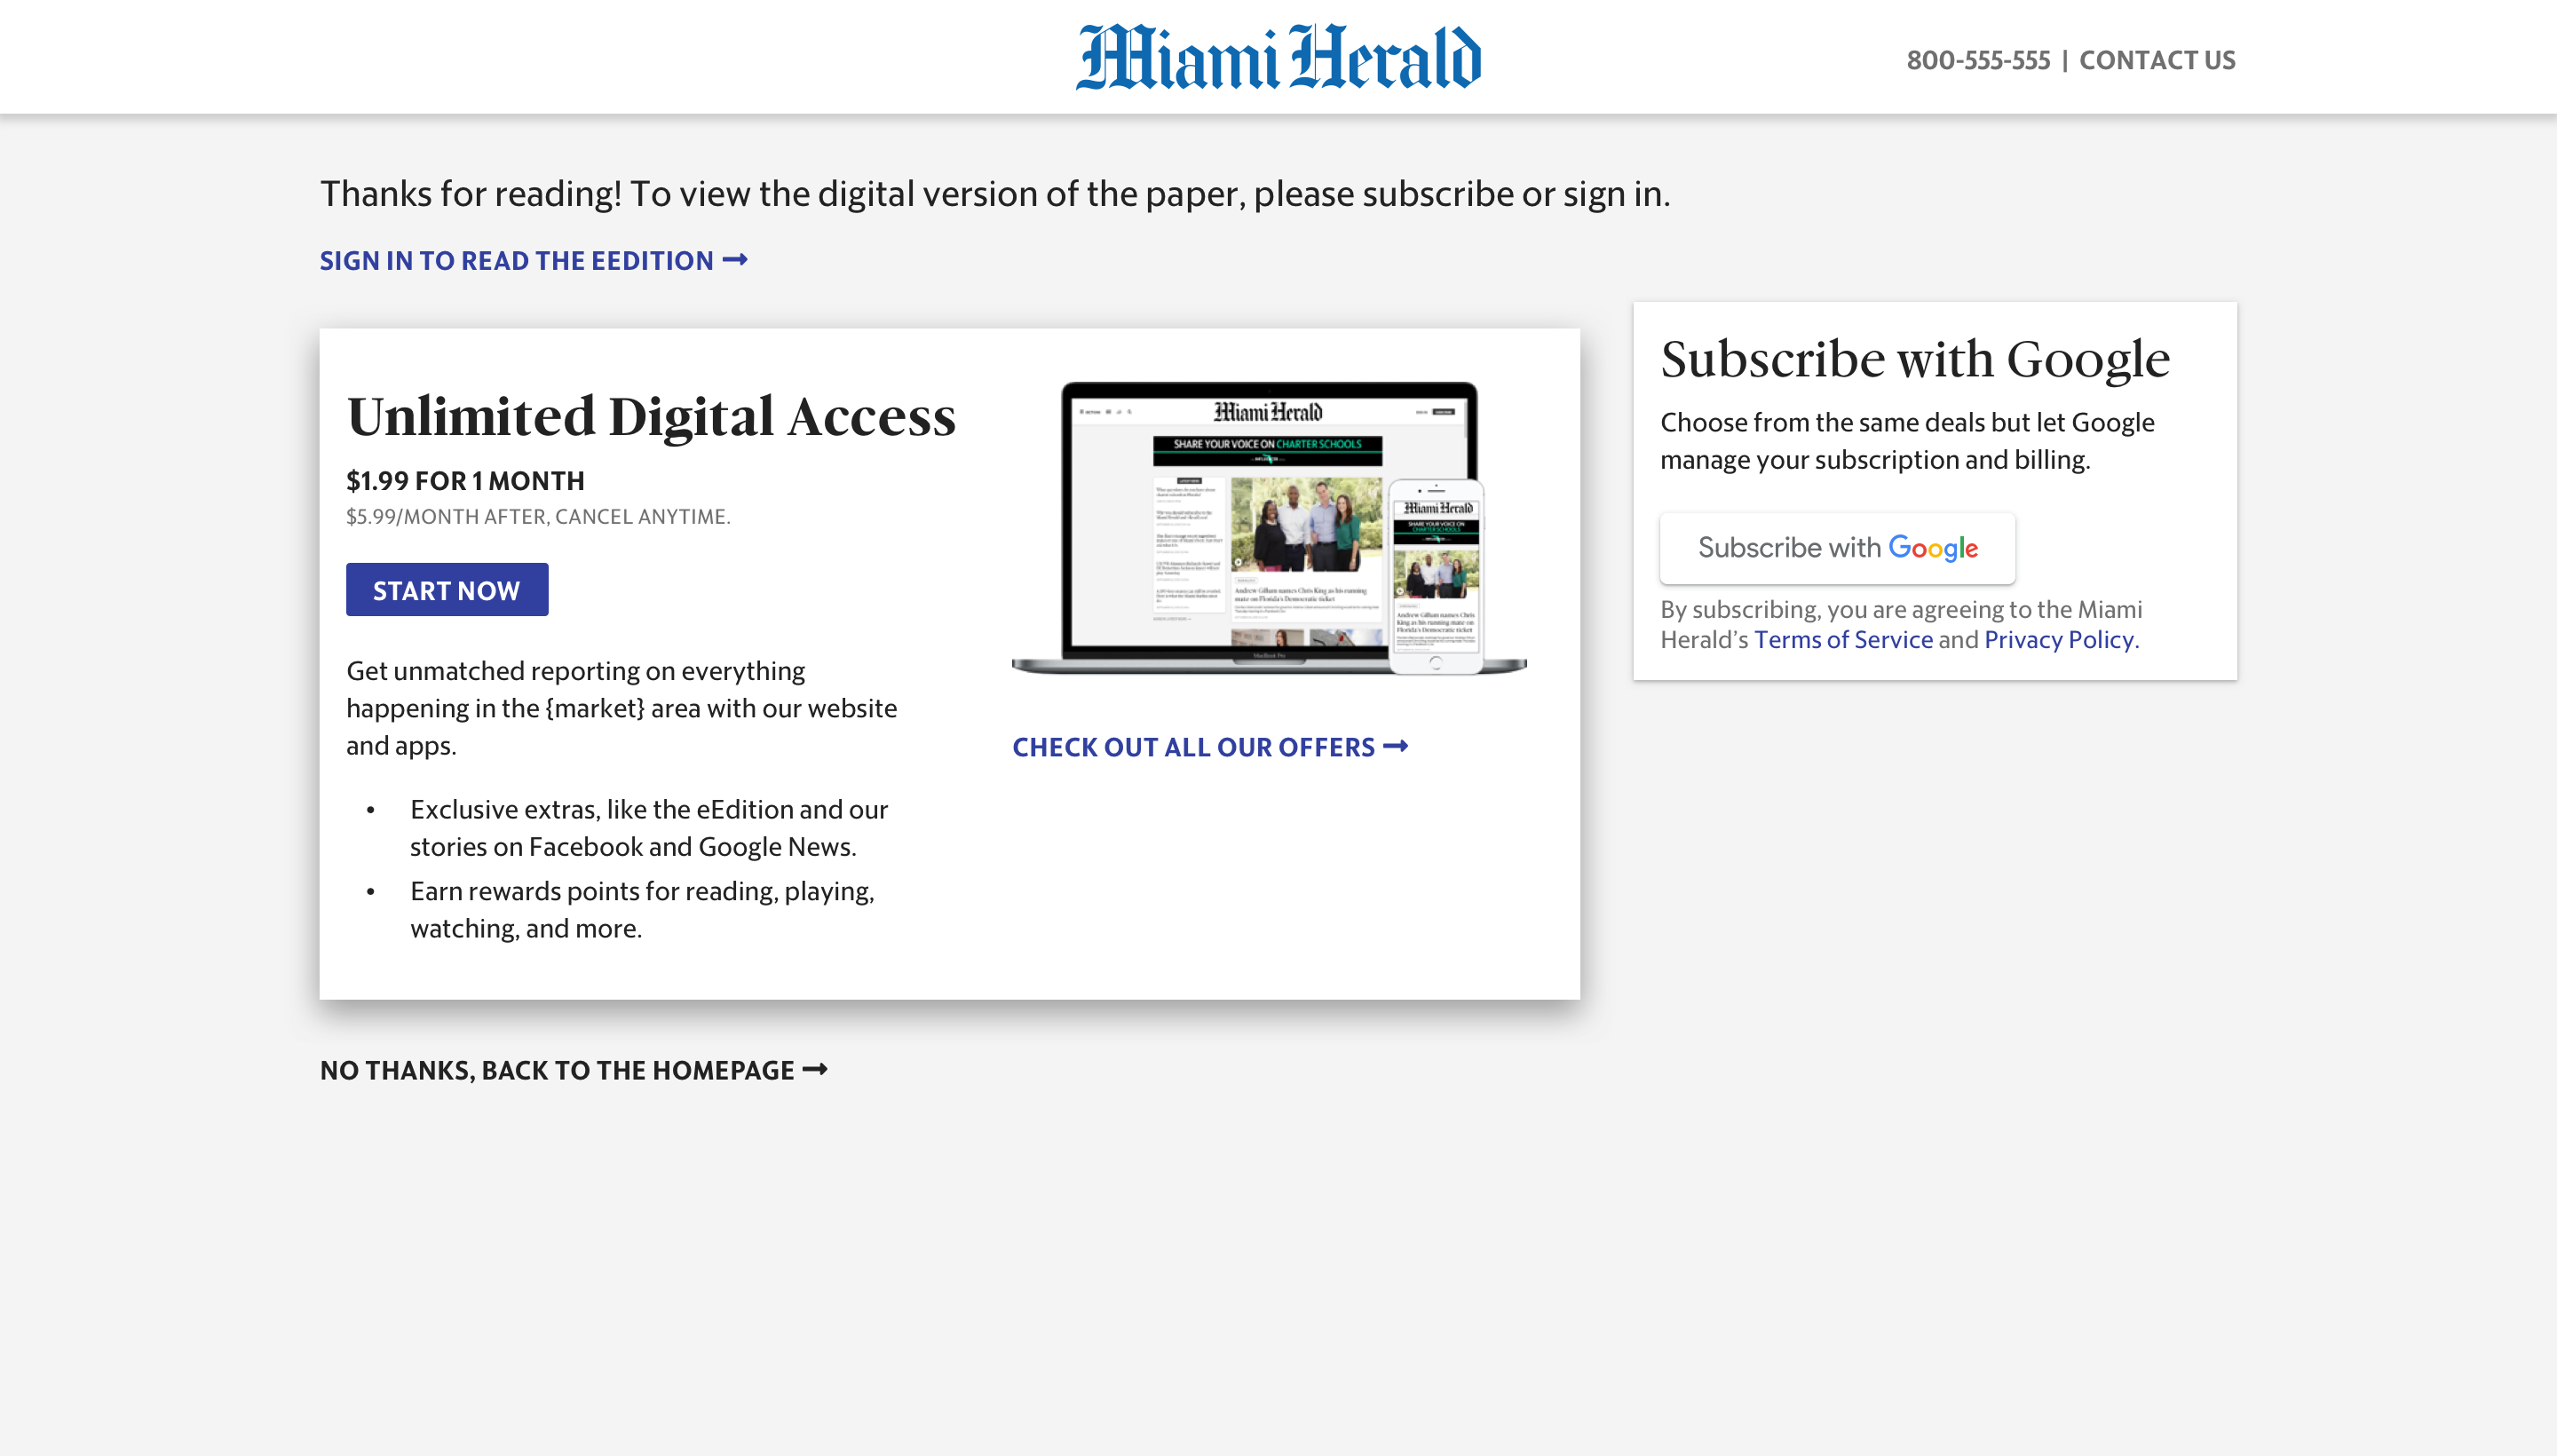 Miami Herald
800-555-555 | CONTACT US
Thanks for reading! To view the digital version of the paper, please subscribe or sign in.
SIGN IN TO READ THE EEDITION
Unlimited Digital Access
$1.99 FOR 1 MONTH
$5.99/MONTH AFTER, CANCEL ANYTIME.
START NOW
Get unmatched reporting on everything
happening in the {market} area with our website
and apps.
• Exclusive extras, like the eEdition and our
stories on Facebook and Google News.
• Earn rewards points for reading, playing,
watching, and more.
Miami Herald
SHARE YOUR VOICE ON CHARTER SCHOOLS
Andrew Gillum names Chris King as his running
mate on Florida's Democratic ticket
MacBook Pro
Miami Herald
SHARE YOUR VOICE ON
CHARTER SCHOOLS
Andrew Gillum names Chris
King as his running mate on
Florida's Democratic ticket
CHECK OUT ALL OUR OFFERS
Subscribe with Google
Choose from the same deals but let Google
manage your subscription and billing.
Subscribe with Google
By subscribing, you are agreeing to the Miami
Herald’s Terms of Service and Privacy Policy.
NO THANKS, BACK TO THE HOMEPAGE